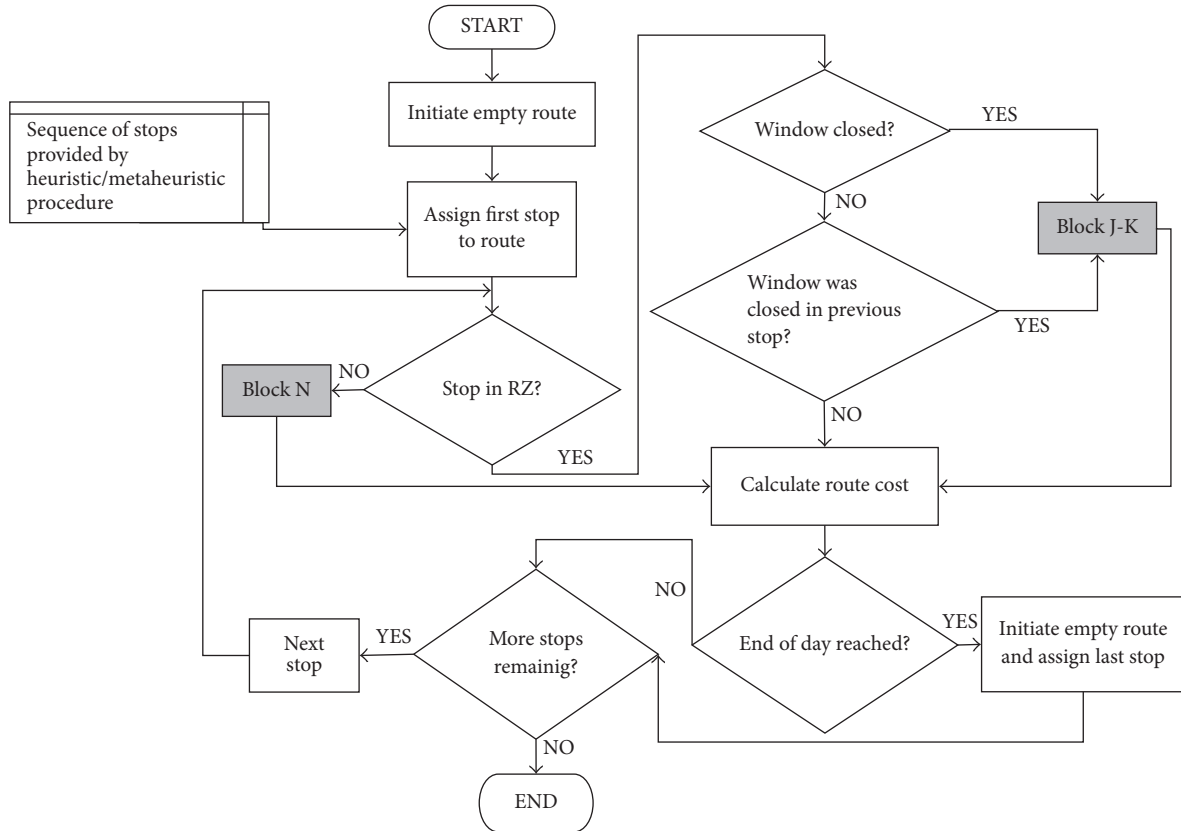 START
Initiate empty route
Sequence of stops
provided by
heuristic/metaheuristic
procedure
Assign first stop
to route
Stop in RZ?
NO
Block N
YES
Window closed?
YES
NO
Block J-K
Window was
closed in previous
stop?
YES
NO
Calculate route cost
End of day reached?
NO
YES
Initiate empty route
and assign last stop
More stops
remainig?
YES
Next
stop
NO
END